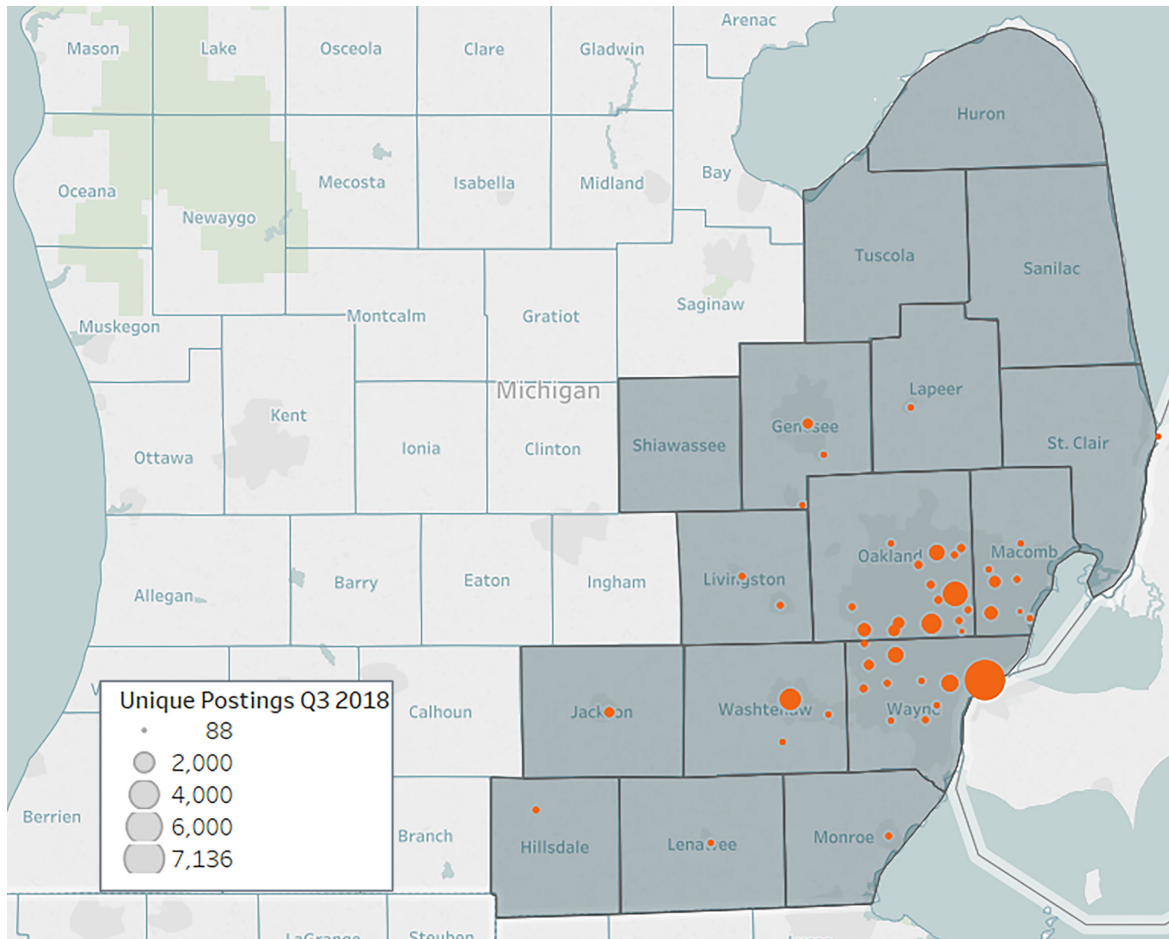 Arenac
Mason
Lake
Osceola
Clare
Gladwin
Huron
Oceana
Newaygo
Mecosta
Isabella
Midland
Bay
Tuscola
Sanilac
Muskegon
Montcalm
Gratiot
Saginaw
Michigan
Lapeer
Kent
Ottawa
Ionia
Clinton
Shiawassee
Genesee
St. Clair
Allegan
Barry
Eaton
Ingham
Livingston
Oakland
Macomb
Calhoun
Jackson
Washtenaw
Wayne
Unique Postings Q3 2018
88
2,000
4,000
6,000
7,136
Berrien
Branch
Hillsdale
Lenawee
Monroe
LaGrange
Steuben